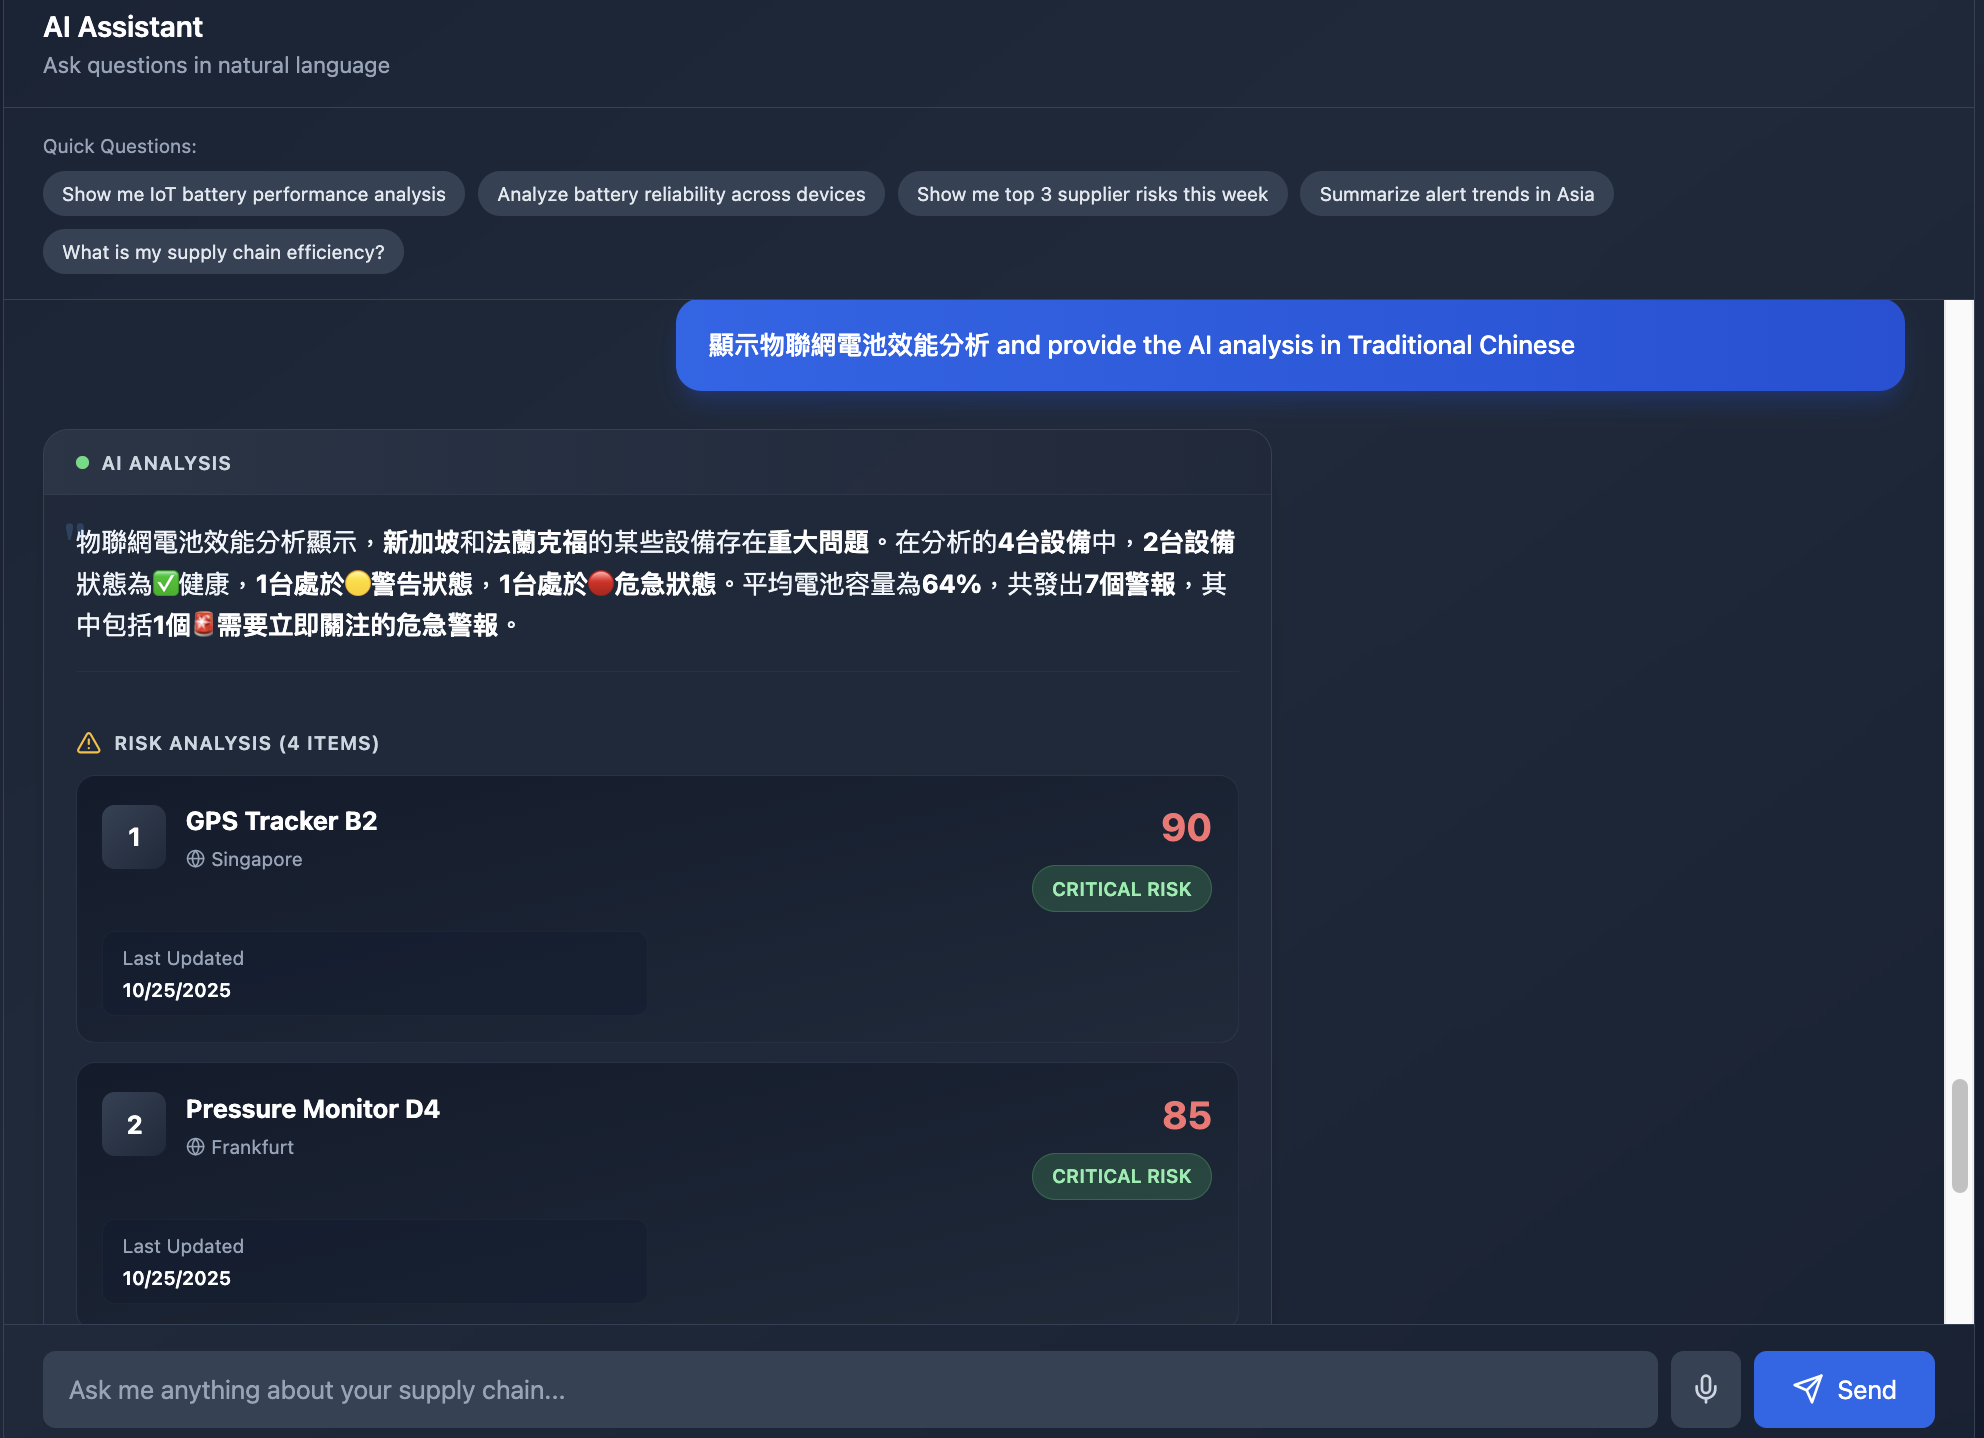 AI Assistant
Ask questions in natural language
Quick Questions:
Show me IoT battery performance analysis
Analyze battery reliability across devices
Show me top 3 supplier risks this week
Summarize alert trends in Asia
What is my supply chain efficiency?
顯示物聯網電池效能分析 and provide the AI analysis in Traditional Chinese
AI ANALYSIS
"
物聯網電池效能分析顯示，新加坡和法蘭克福的某些設備存在重大問題。在分析的4台設備中，2台設備
狀態為✅健康，1台處於🟡警告狀態，1台處於🔴危急狀態。平均電池容量為64%，共發出7個警報，其
中包括1個🚨需要立即關注的危急警報。
RISK ANALYSIS (4 ITEMS)
1
GPS Tracker B2
Singapore
90
CRITICAL RISK
Last Updated
10/25/2025
2
Pressure Monitor D4
Frankfurt
85
CRITICAL RISK
Last Updated
10/25/2025
Ask me anything about your supply chain...
Send